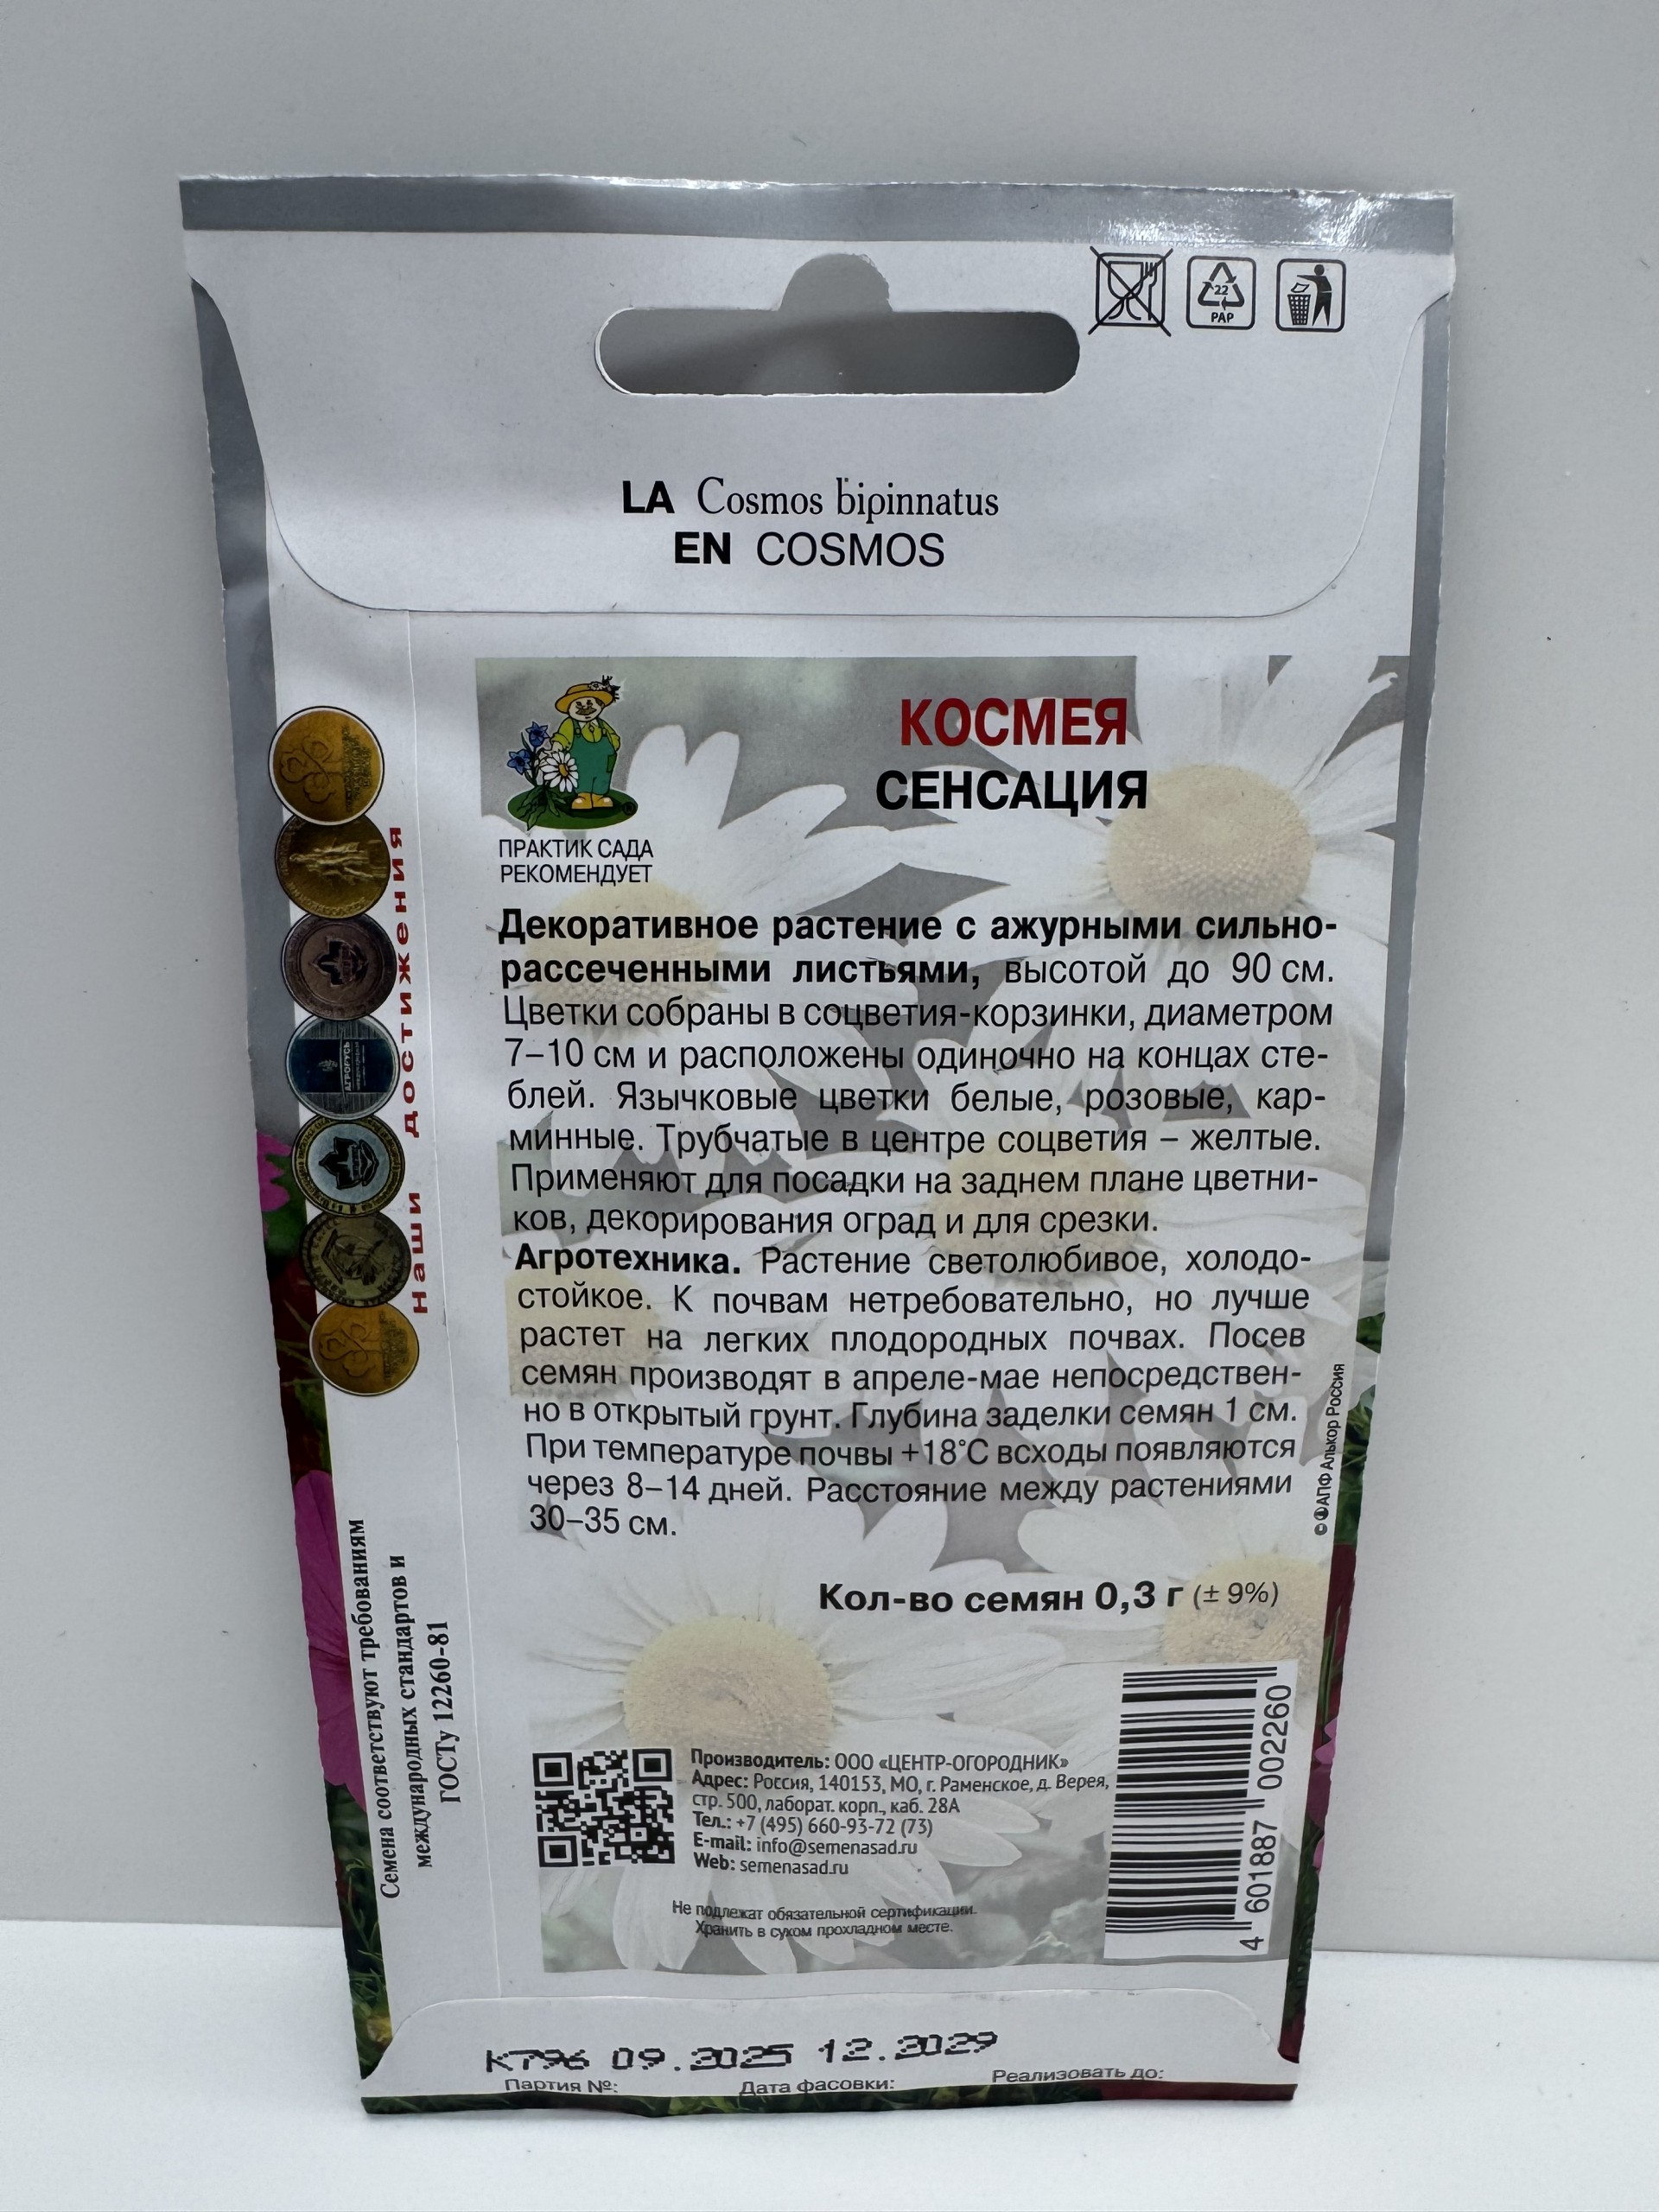 22
PAP
LA Cosmos bipinnatus
EN COSMOS
КОСМЕЯ
СЕНСАЦИЯ
ПРАКТИК САДА
РЕКОМЕНДУЕТ
Декоративное растение с ажурными сильно-
рассеченными листьями, высотой до 90 см.
Цветки собраны в соцветия-корзинки, диаметром
7–10 см и расположены одиночно на концах сте-
блей. Язычковые цветки белые, розовые, кар-
минные. Трубчатые в центре соцветия – желтые.
Применяют для посадки на заднем плане цветни-
ков, декорирования оград и для срезки.
Агротехника. Растение светолюбивое, холодо-
стойкое. К почвам нетребовательно, но лучше
растет на легких плодородных почвах. Посев
семян производят в апреле-мае непосредствен-
но в открытый грунт. Глубина заделки семян 1 см.
При температуре почвы +18°С всходы появляются
через 8–14 дней. Расстояние между растениями
30–35 см.
Кол-во семян 0,3 г (± 9%)
наши достижения
АГРОРУСЬ
Семена соответствуют требованиям
международных стандартов и
ГОСТу 12260-81
© АПФ Алькор Россия
Производитель: ООО «ЦЕНТР-ОГОРОДНИК»
Адрес: Россия, 140153, МО, г. Раменское, д. Верея,
стр. 500, лаборат. корп., каб. 28А
Тел.: +7 (495) 660-93-72 (73)
E-mail: info@semenasad.ru
Web: semenasad.ru
Не подлежат обязательной сертификации.
Хранить в сухом прохладном месте.
4 601887 002260
К796 09.2025 12.2029
Партия №: Дата фасовки: Реализовать до: